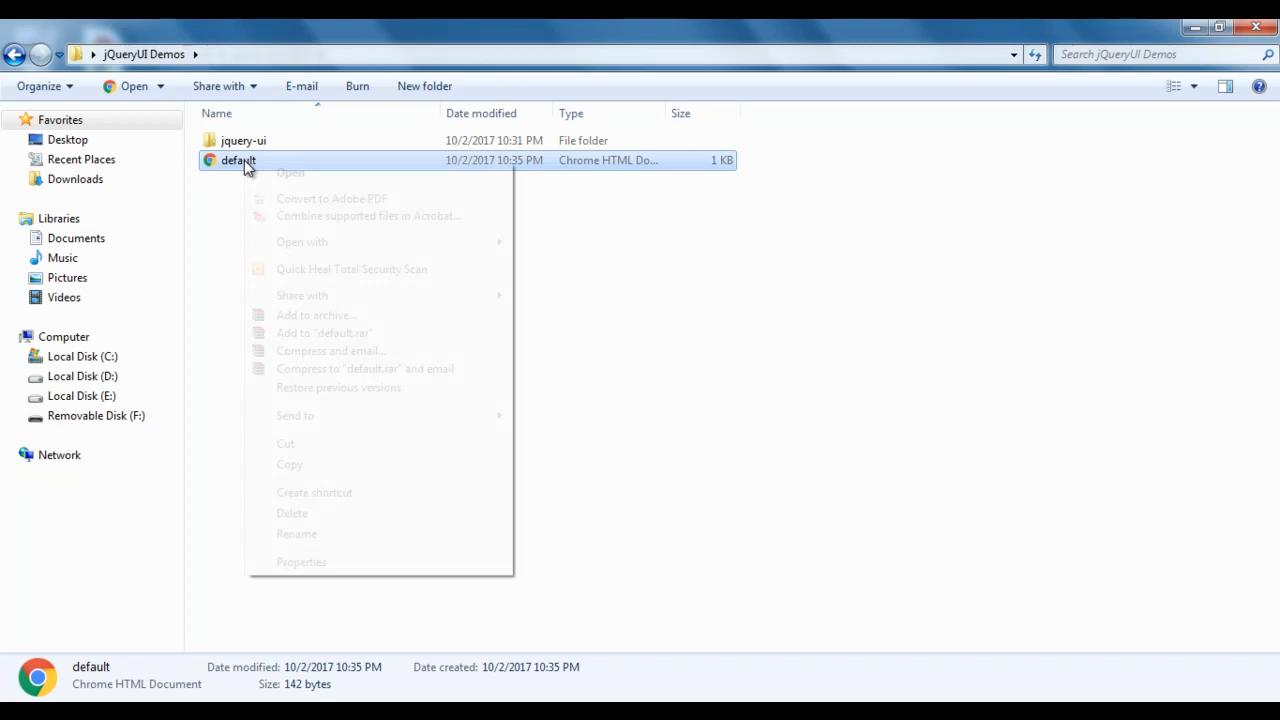 jQueryUI Demos
Search jQueryUI Demos
Organize Open Share with E-mail Burn New folder
Name Date modified Type Size
Favorites
Desktop
Recent Places
Downloads
Libraries
Documents
Music
Pictures
Videos
Computer
Local Disk (C:)
Local Disk (D:)
Local Disk (E:)
Removable Disk (F:)
Network
jquery-ui 10/2/2017 10:31 PM File folder
default 10/2/2017 10:35 PM Chrome HTML Do... 1 KB
Open
Convert to Adobe PDF
Combine supported files in Acrobat...
Open with
Quick Heal Total Security Scan
Share with
Add to archive...
Add to "default.rar"
Compress and email...
Compress to "default.rar" and email
Restore previous versions
Send to
Cut
Copy
Create shortcut
Delete
Rename
Properties
default Date modified: 10/2/2017 10:35 PM Date created: 10/2/2017 10:35 PM
Chrome HTML Document Size: 142 bytes